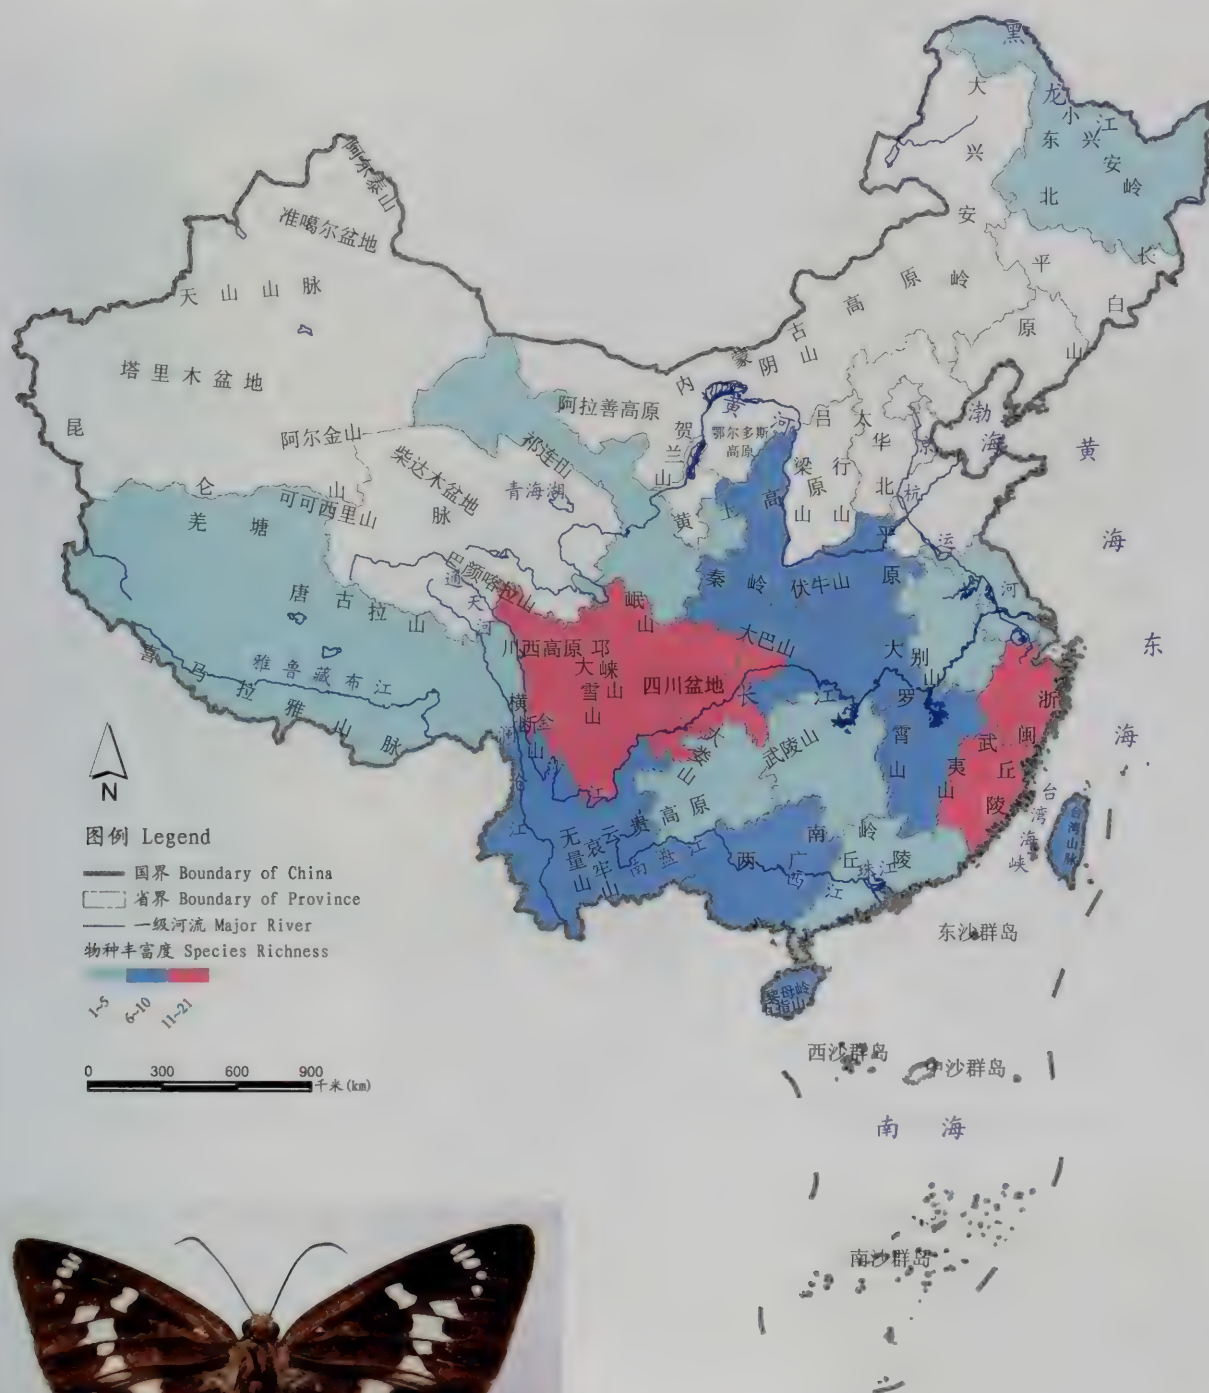 黑龙江
大兴安岭
小兴安岭
东北平原
长白山
阿尔泰山
准噶尔盆地
天山山脉
塔里木盆地
昆仑山脉
阿尔金山
柴达木盆地
祁连山
青海湖
可可西里山
羌塘
唐古拉山
巴颜喀拉山
通天河
喜马拉雅山脉
雅鲁藏布江
内蒙古高原
阴山
阿拉善高原
贺兰山
鄂尔多斯
高原
黄河
吕梁山
太行山
华北平原
渤海
黄海
京杭运河
黄土高原
秦岭
伏牛山
岷山
大巴山
大别山
川西高原
邛崃山
大雪山
四川盆地
横断山
金
澜
江
长江
大娄山
武陵山
罗霄山
武夷山
浙闽丘陵
东海
台湾海峡
台湾山脉
无量山
哀牢山
云贵高原
南盘江
两广丘陵
南岭
西江
珠江
东沙群岛
黎母岭
五指山
西沙群岛
中沙群岛
南海
南沙群岛
N
图例 Legend
国界 Boundary of China
省界 Boundary of Province
一级河流 Major River
物种丰富度 Species Richness
1~5 6~10 11~21
0 300 600 900
千米(km)